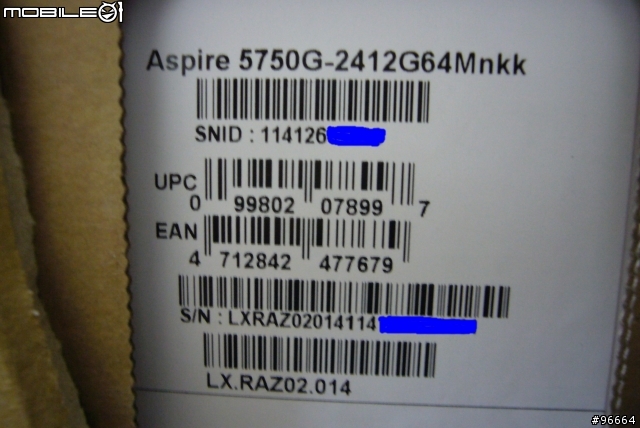 MOBILE01
Aspire 5750G-2412G64Mnkk
SNID : 114126
UPC
0 99802 07899 7
EAN
4 712842 477679
S/N : LXRAZ02014114
LX.RAZ02.014
#96664